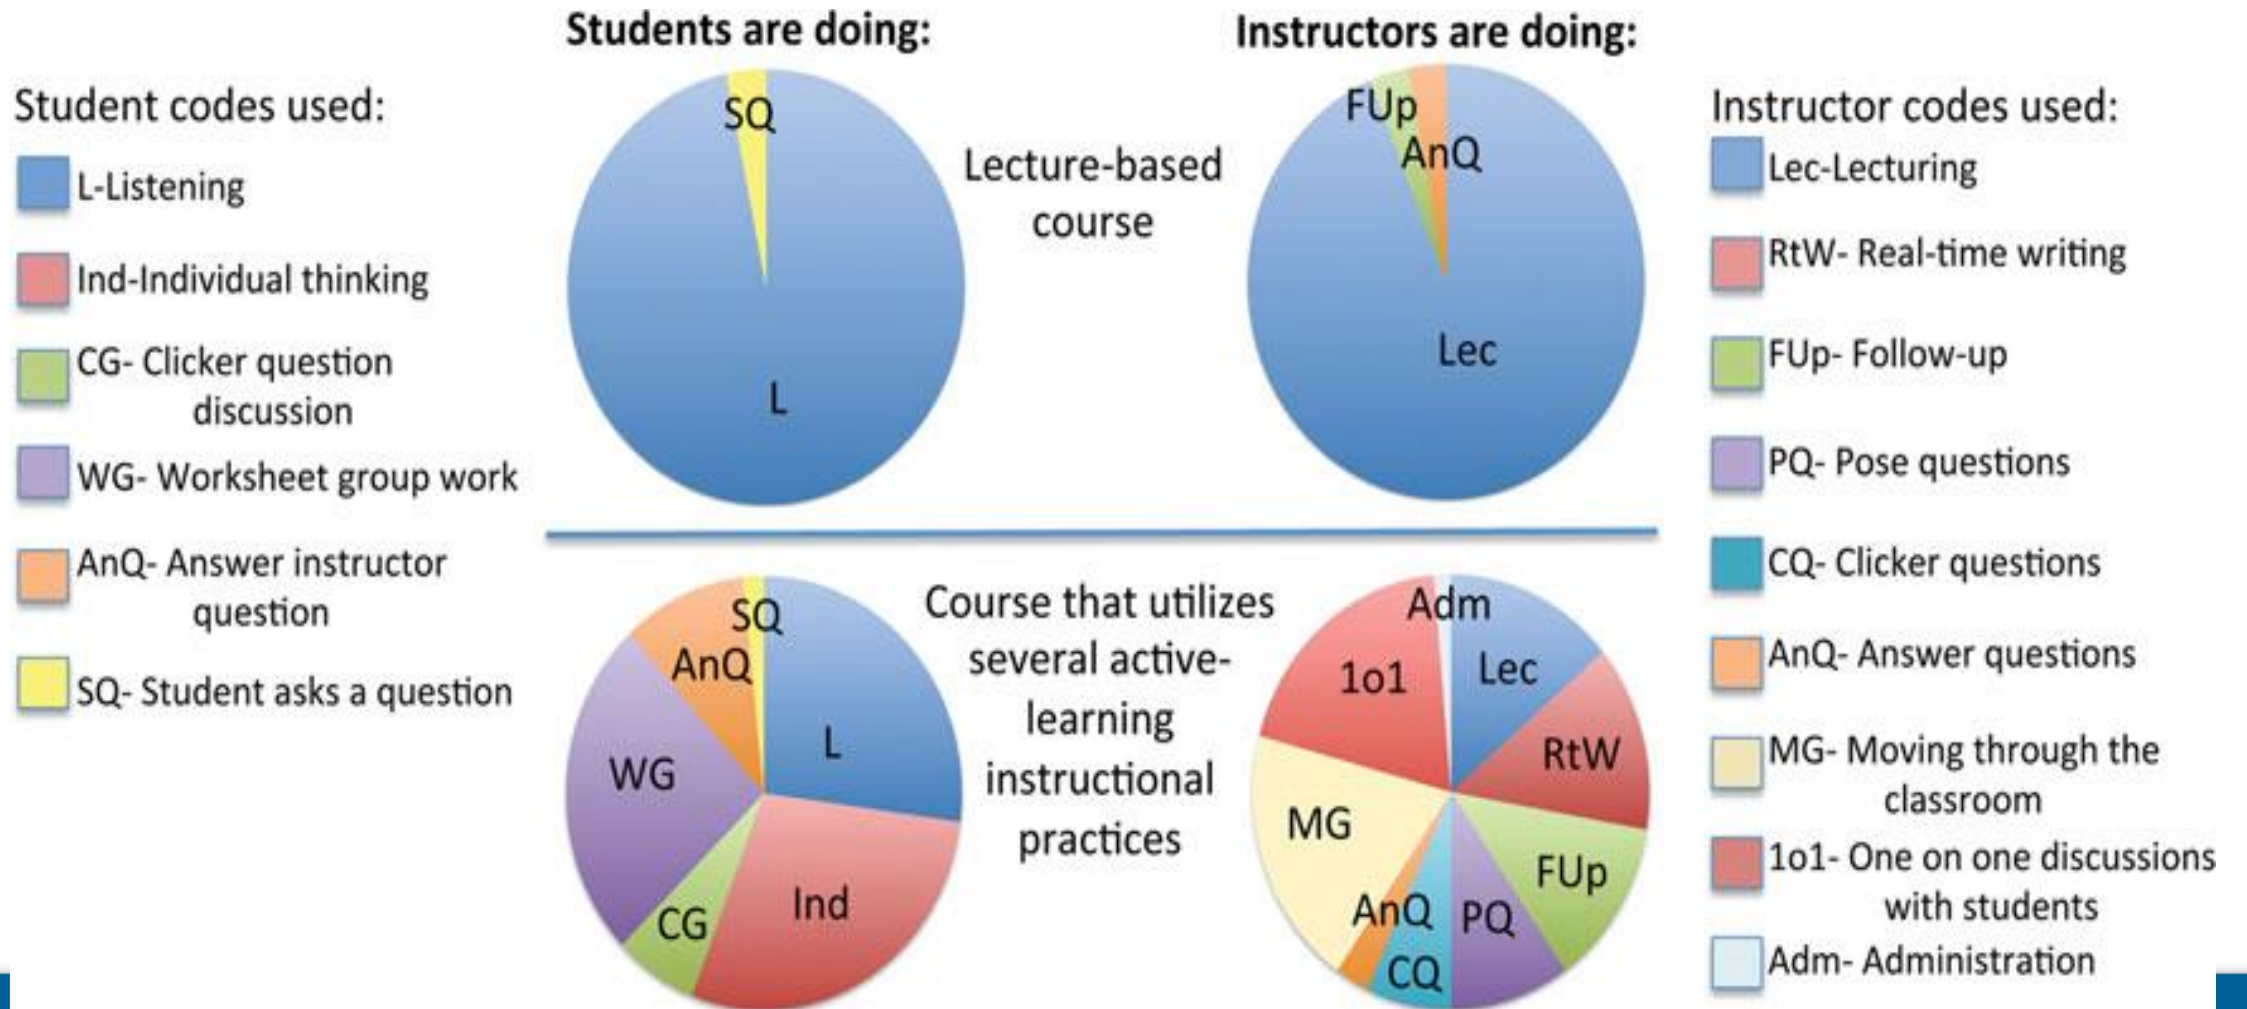 Students are doing:
Instructors are doing:
Student codes used:
L-Listening
Ind-Individual thinking
CG- Clicker question
discussion
WG- Worksheet group work
AnQ- Answer instructor
question
SQ- Student asks a question
SQ
L
Lecture-based
course
FUp
AnQ
Lec
Instructor codes used:
Lec-Lecturing
RtW- Real-time writing
FUp- Follow-up
PQ- Pose questions
CQ- Clicker questions
AnQ- Answer questions
MG- Moving through the
classroom
1o1- One on one discussions
with students
Adm- Administration
SQ
AnQ
L
WG
CG
Ind
Course that utilizes
several active-
learning
instructional
practices
Adm
1o1
Lec
RtW
MG
FUp
AnQ
PQ
CQ